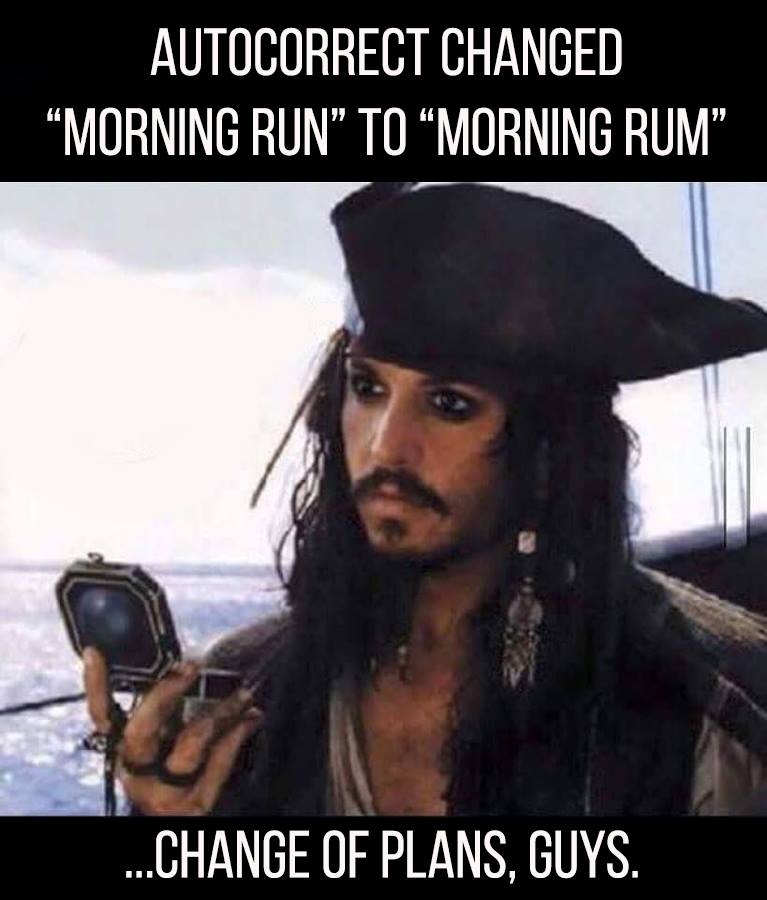 AUTOCORRECT CHANGED
“MORNING RUN” TO “MORNING RUM”
...CHANGE OF PLANS, GUYS.